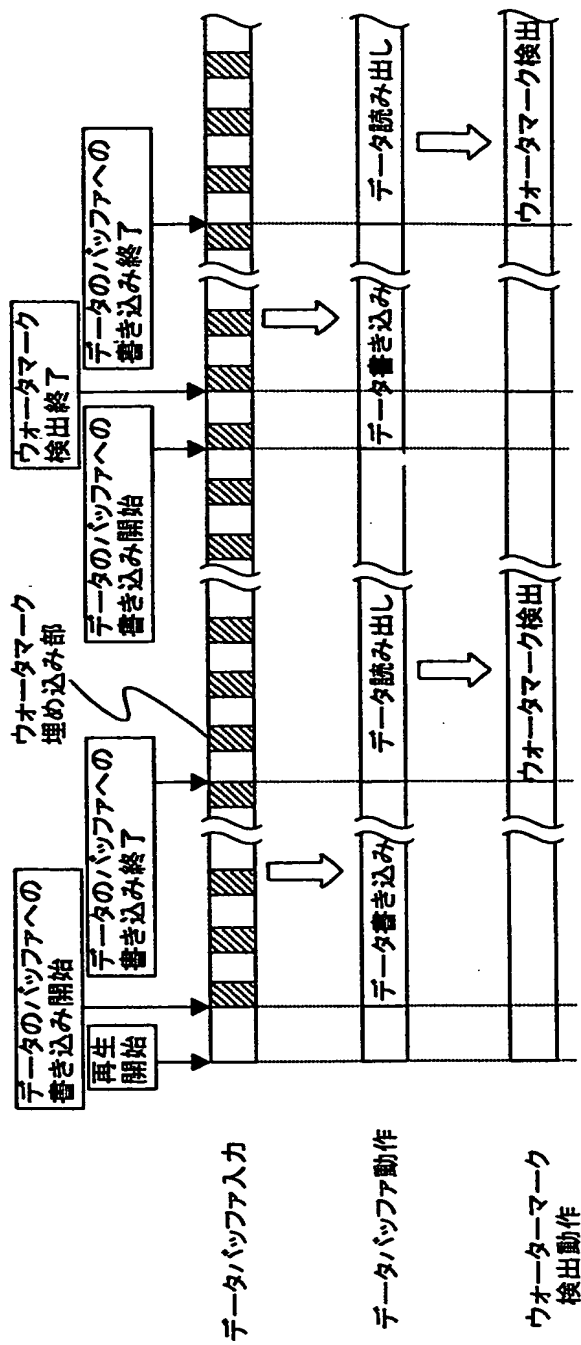 再生
開始
データのバッファへの
書き込み開始
データのバッファへの
書き込み終了
ウォータマーク
埋め込み部
データのバッファへの
書き込み開始
ウォータマーク
検出終了
データのバッファへの
書き込み終了
データバッファ入力
データバッファ動作
データ書き込み
データ読み出し
データ書き込み
データ読み出し
ウォーターマーク
検出動作
ウォータマーク検出
ウォータマーク検出